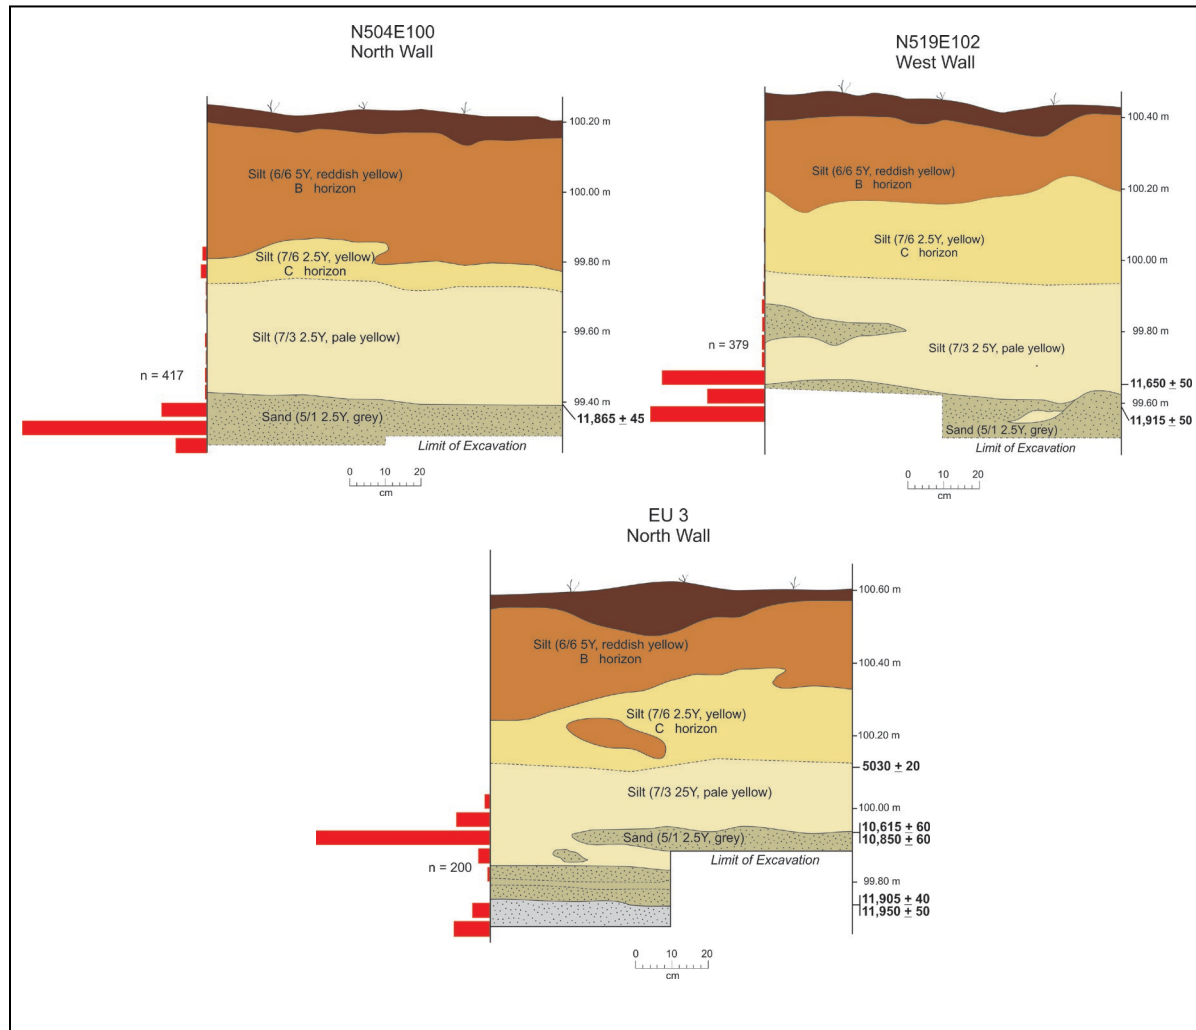 N504E100
North Wall
100.20 m
Silt (6/6 5Y, reddish yellow)
B horizon
100.00 m
Silt (7/6 2.5Y, yellow)
C horizon
99.80 m
Silt (7/3 2.5Y, pale yellow)
99.60 m
n = 417
99.40 m
Sand (5/1 2.5Y, grey)
11,865 ± 45
Limit of Excavation
0 10 20
cm
N519E102
West Wall
100.40 m
Silt (6/6 5Y, reddish yellow)
B horizon
100.20 m
Silt (7/6 2.5Y, yellow)
C horizon
100.00 m
99.80 m
n = 379
Silt (7/3 2 5Y, pale yellow)
11,650 ± 50
99.60 m
11,915 ± 50
Sand (5/1 2.5Y, grey)
Limit of Excavation
0 10 20
cm
EU 3
North Wall
100.60 m
Silt (6/6 5Y, reddish yellow)
B horizon
100.40 m
Silt (7/6 2.5Y, yellow)
C horizon
100.20 m
5030 ± 20
Silt (7/3 25Y, pale yellow)
100.00 m
10,615 ± 60
Sand (5/1 2.5Y, grey)
10,850 ± 60
Limit of Excavation
n = 200
99.80 m
11,905 ± 40
11,950 ± 50
0 10 20
cm